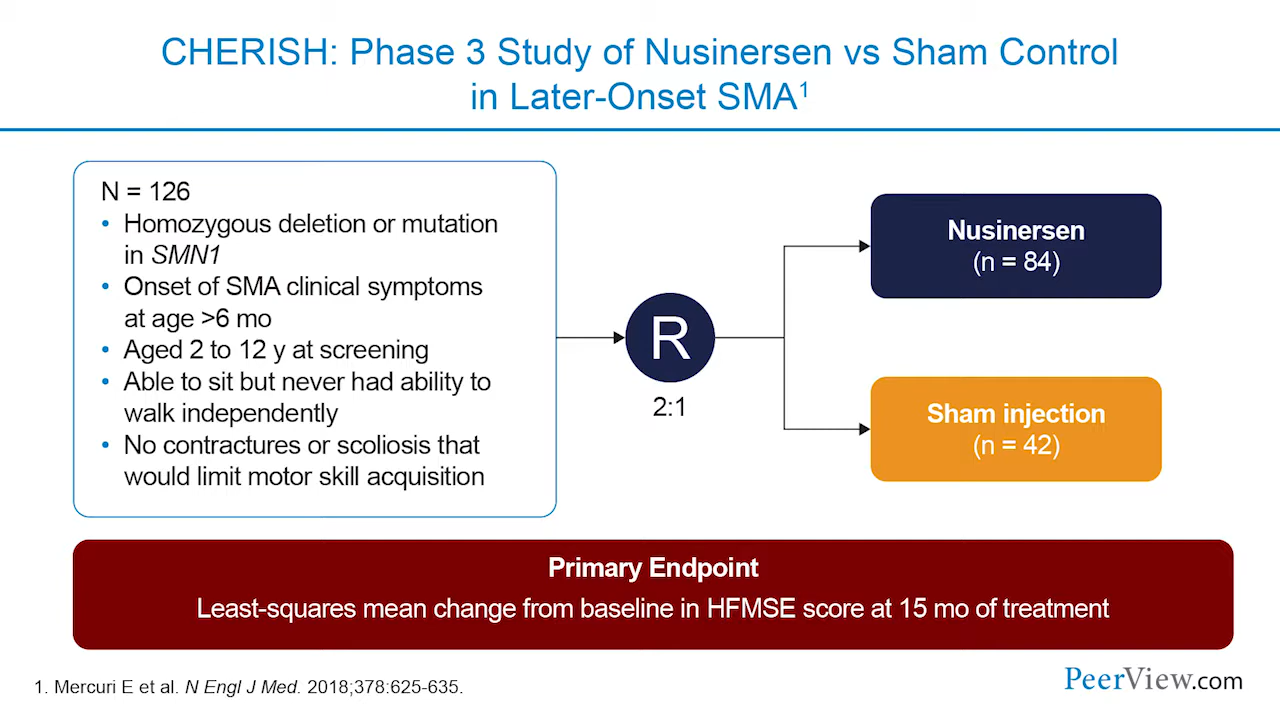 CHERISH: Phase 3 Study of Nusinersen vs Sham Control
in Later-Onset SMA¹
N = 126
• Homozygous deletion or mutation
in SMN1
• Onset of SMA clinical symptoms
at age >6 mo
• Aged 2 to 12 y at screening
• Able to sit but never had ability to
walk independently
• No contractures or scoliosis that
would limit motor skill acquisition
R
2:1
Nusinersen
(n = 84)
Sham injection
(n = 42)
Primary Endpoint
Least-squares mean change from baseline in HFMSE score at 15 mo of treatment
1. Mercuri E et al. N Engl J Med. 2018;378:625-635.
PeerView.com